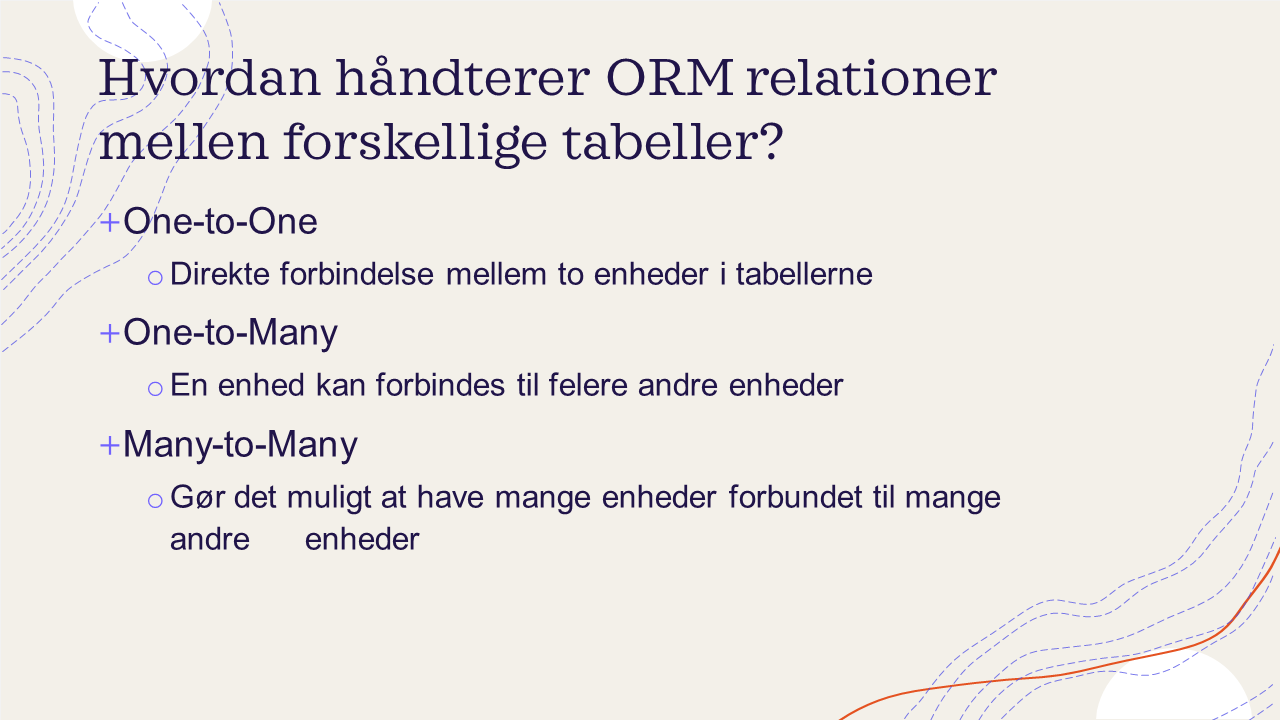 Hvordan håndterer ORM relationer
mellen forskellige tabeller?
+One-to-One
o Direkte forbindelse mellem to enheder i tabellerne
+One-to-Many
o En enhed kan forbindes til felere andre enheder
+Many-to-Many
o Gør det muligt at have mange enheder forbundet til mange
andre enheder